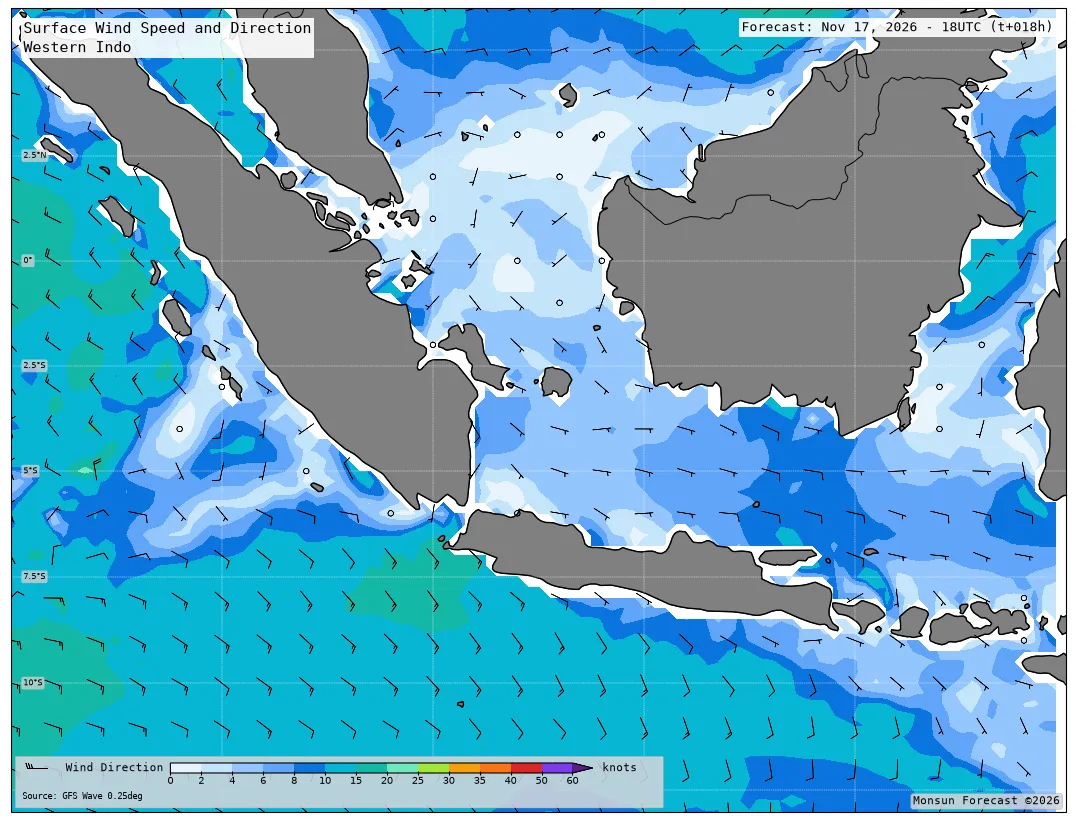 Surface Wind Speed and Direction
Western Indo
Forecast: Nov 17, 2026 - 18UTC (t+018h)
2.5°N
0°
2.5°S
5°S
7.5°S
10°S
Wind Direction
0 2 4 6 8 10 15 20 25 30 35 40 50 60
knots
Source: GFS Wave 0.25deg
Monsun Forecast ©2026